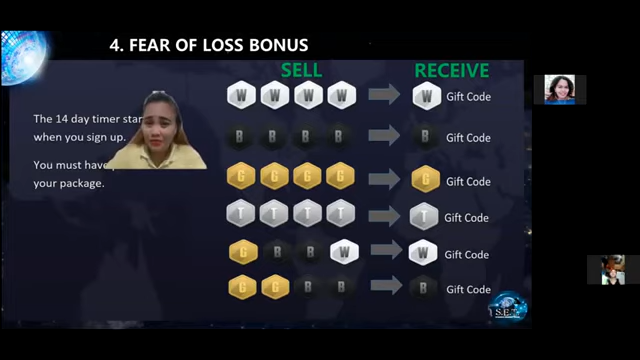 4. FEAR OF LOSS BONUS
SELL RECEIVE
W W W W W Gift Code
The 14 day timer
when you sign up.
B B B B B Gift Code
You must have
your package.
G G G G G Gift Code
T T T T T Gift Code
G B B W W Gift Code
G G B B B Gift Code
S.E.T